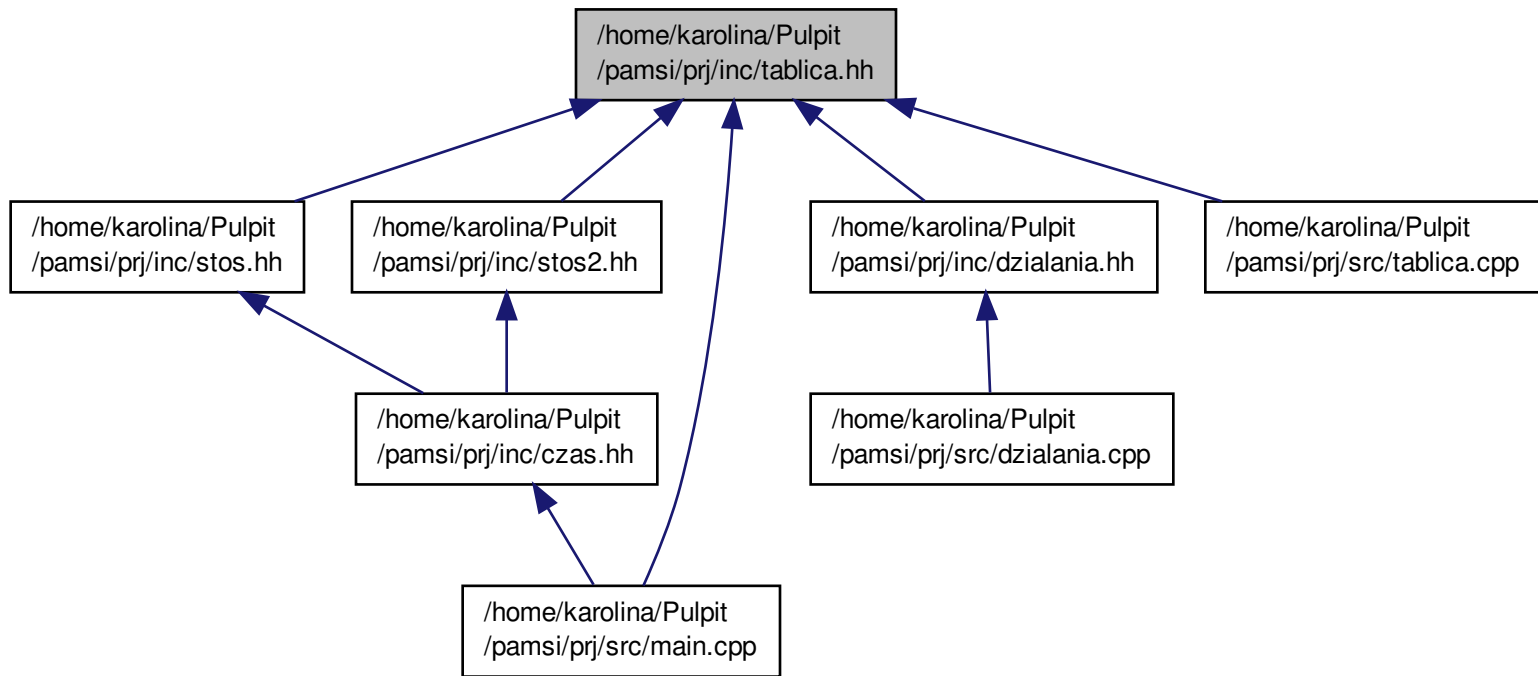 /home/karolina/Pulpit
/pamsi/prj/inc/tablica.hh
/home/karolina/Pulpit
/pamsi/prj/inc/stos.hh
/home/karolina/Pulpit
/pamsi/prj/inc/stos2.hh
/home/karolina/Pulpit
/pamsi/prj/inc/dzialania.hh
/home/karolina/Pulpit
/pamsi/prj/src/tablica.cpp
/home/karolina/Pulpit
/pamsi/prj/inc/czas.hh
/home/karolina/Pulpit
/pamsi/prj/src/dzialania.cpp
/home/karolina/Pulpit
/pamsi/prj/src/main.cpp